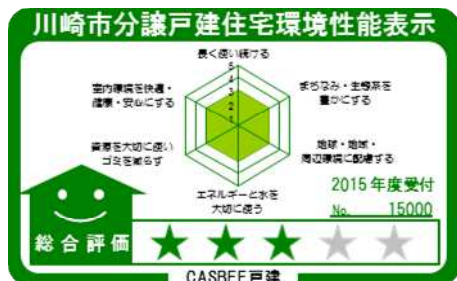 川崎市分譲戸建住宅環境性能表示
長く使い続ける
5
4
3
2
1
室内環境を快適・
健康・安心にする
まちなみ・生態系を
豊かにする
資源を大切に使い
ゴミを減らす
地球・地域・
周辺環境に配慮する
エネルギーと水を
大切に使う
2015年度受付
No. 15000
総合評価
CASBEE戸建